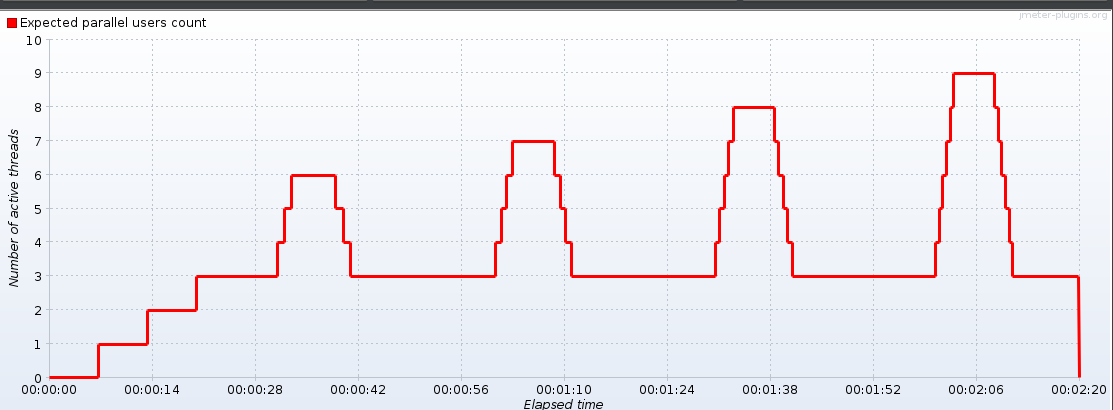 jmeter-plugins.org
Expected parallel users count
10
9
8
7
6
5
4
3
2
1
0
Number of active threads
00:00:00 00:00:14 00:00:28 00:00:42 00:00:56 00:01:10 00:01:24 00:01:38 00:01:52 00:02:06 00:02:20
Elapsed time